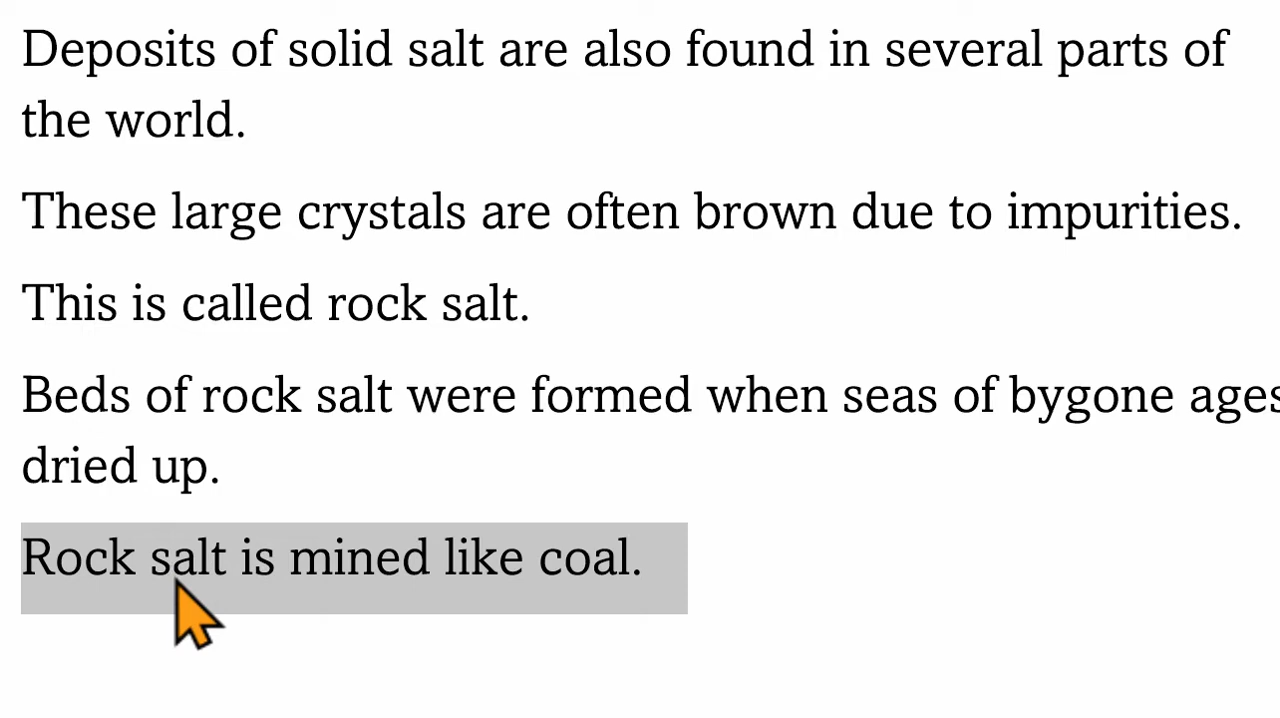 Deposits of solid salt are also found in several parts of
the world.
These large crystals are often brown due to impurities.
This is called rock salt.
Beds of rock salt were formed when seas of bygone ages
dried up.
Rock salt is mined like coal.